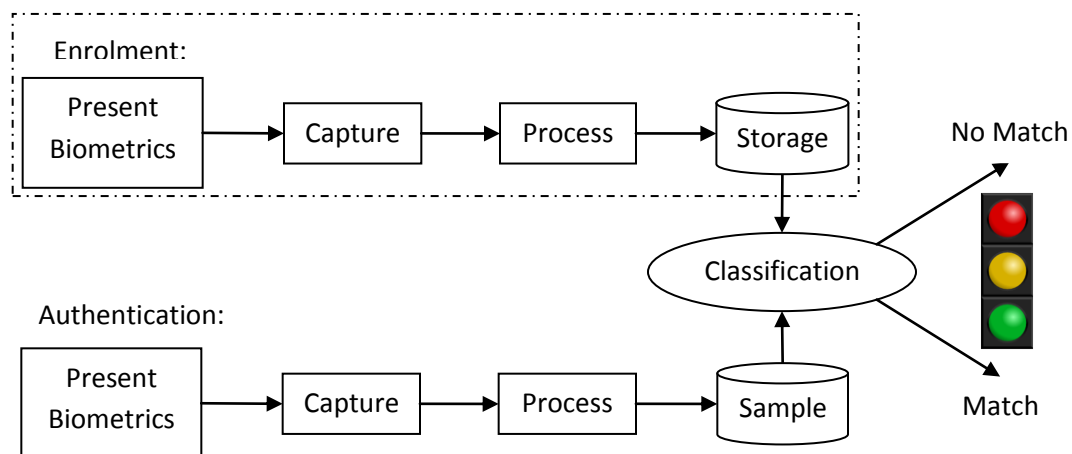 Enrolment:
Present
Biometrics
Capture
Process
Storage
No Match
Classification
Authentication:
Present
Biometrics
Capture
Process
Sample
Match